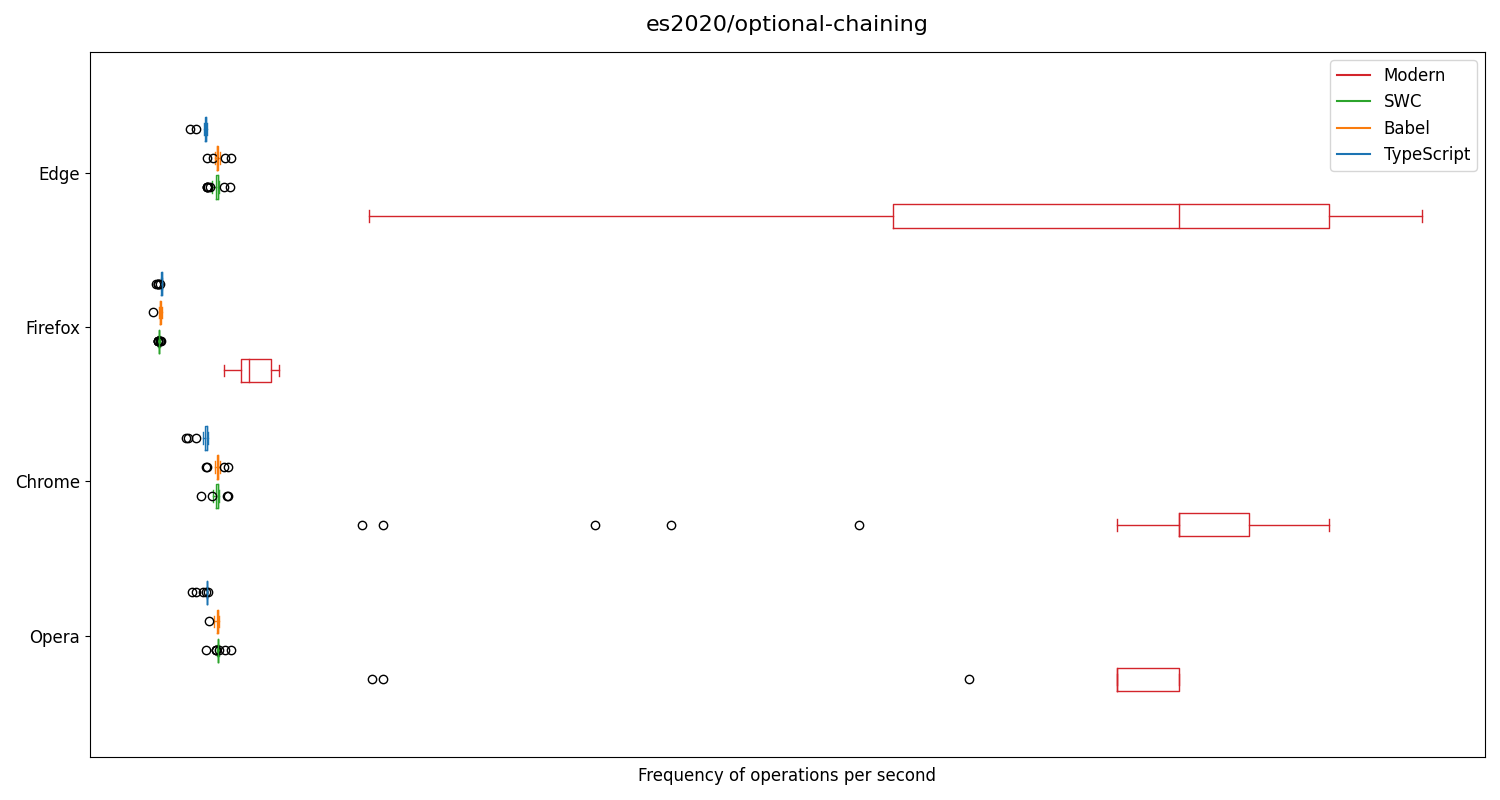 es2020/optional-chaining
Modern
SWC
Babel
TypeScript
Edge
Firefox
Chrome
Opera
Frequency of operations per second